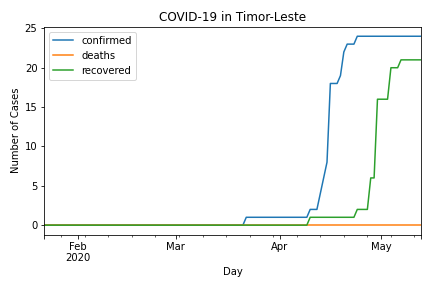 COVID-19 in Timor-Leste
confirmed
deaths
recovered
Number of Cases
25
20
15
10
5
0
Feb
2020
Mar
Apr
May
Day